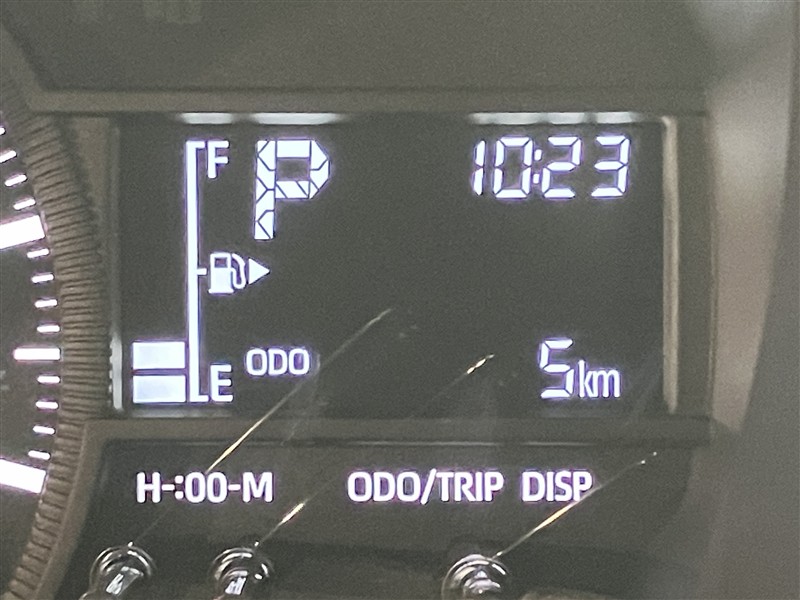 F P 10:23
ODO 5km
E
H-:00-M ODO/TRIP DISP